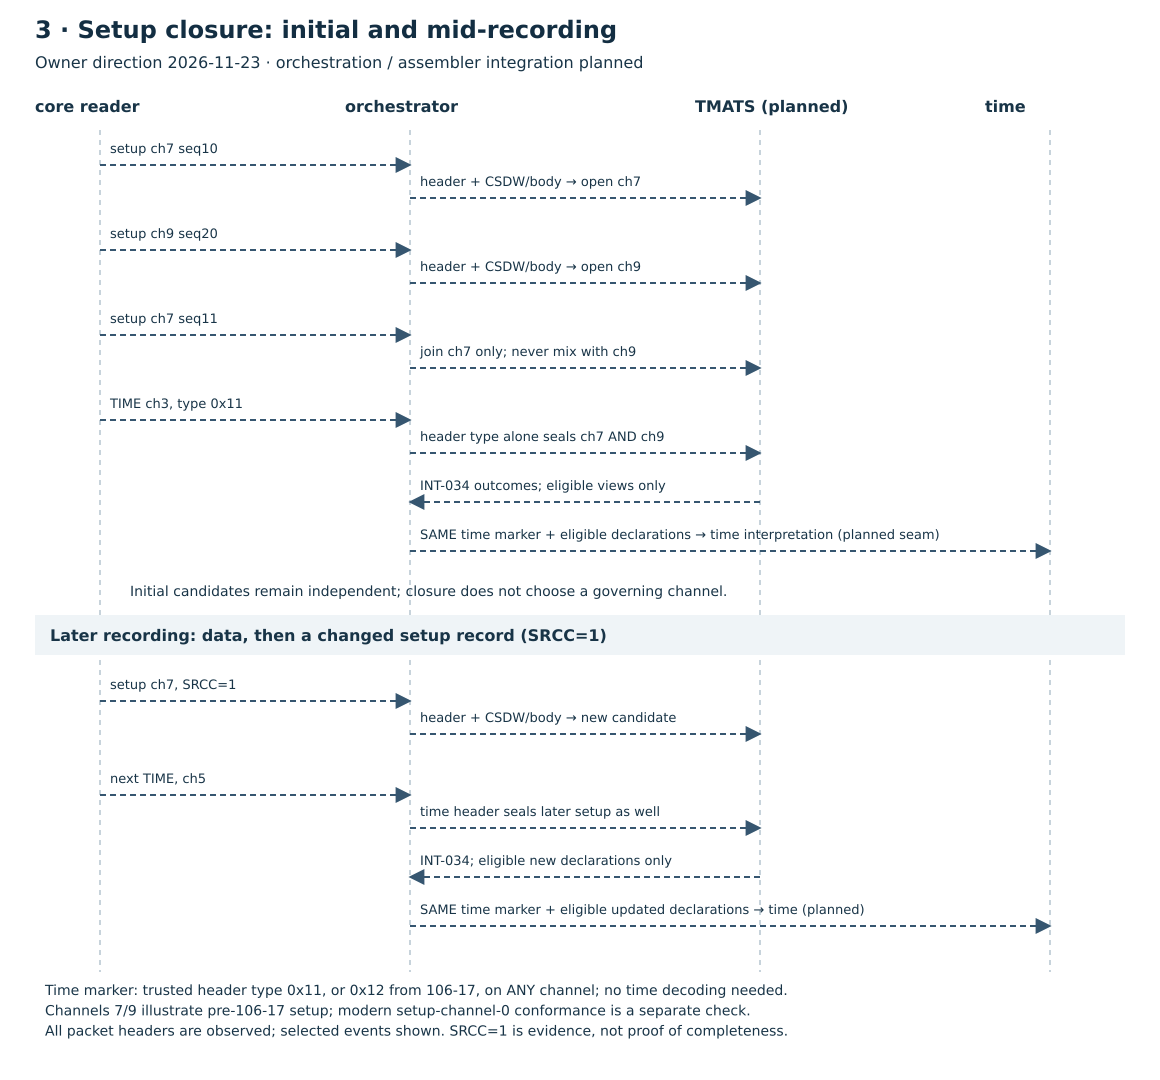 3 · Setup closure: initial and mid-recording
Owner direction 2026-11-23 · orchestration / assembler integration planned
core reader orchestrator TMATS (planned) time
setup ch7 seq10
header + CSDW/body → open ch7
setup ch9 seq20
header + CSDW/body → open ch9
setup ch7 seq11
join ch7 only; never mix with ch9
TIME ch3, type 0x11
header type alone seals ch7 AND ch9
INT-034 outcomes; eligible views only
SAME time marker + eligible declarations → time interpretation (planned seam)
Initial candidates remain independent; closure does not choose a governing channel.
Later recording: data, then a changed setup record (SRCC=1)
setup ch7, SRCC=1
header + CSDW/body → new candidate
next TIME, ch5
time header seals later setup as well
INT-034; eligible new declarations only
SAME time marker + eligible updated declarations → time (planned)
Time marker: trusted header type 0x11, or 0x12 from 106-17, on ANY channel; no time decoding needed.
Channels 7/9 illustrate pre-106-17 setup; modern setup-channel-0 conformance is a separate check.
All packet headers are observed; selected events shown. SRCC=1 is evidence, not proof of completeness.